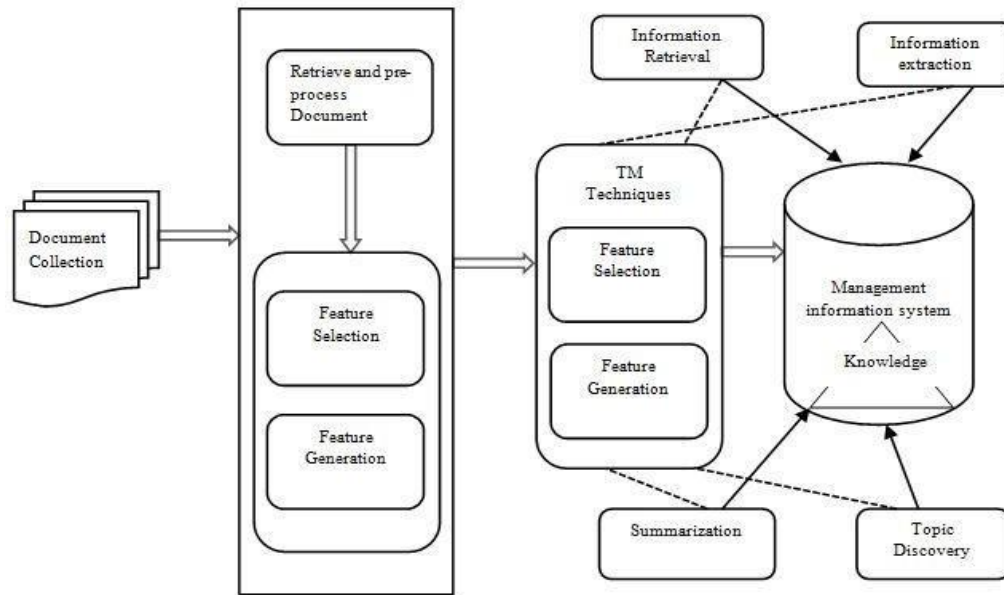 Document
Collection
Retrieve and pre-
process
Document
Feature
Selection
Feature
Generation
TM
Techniques
Feature
Selection
Feature
Generation
Information
Retrieval
Information
extraction
Management
information system
Knowledge
Summarization
Topic
Discovery